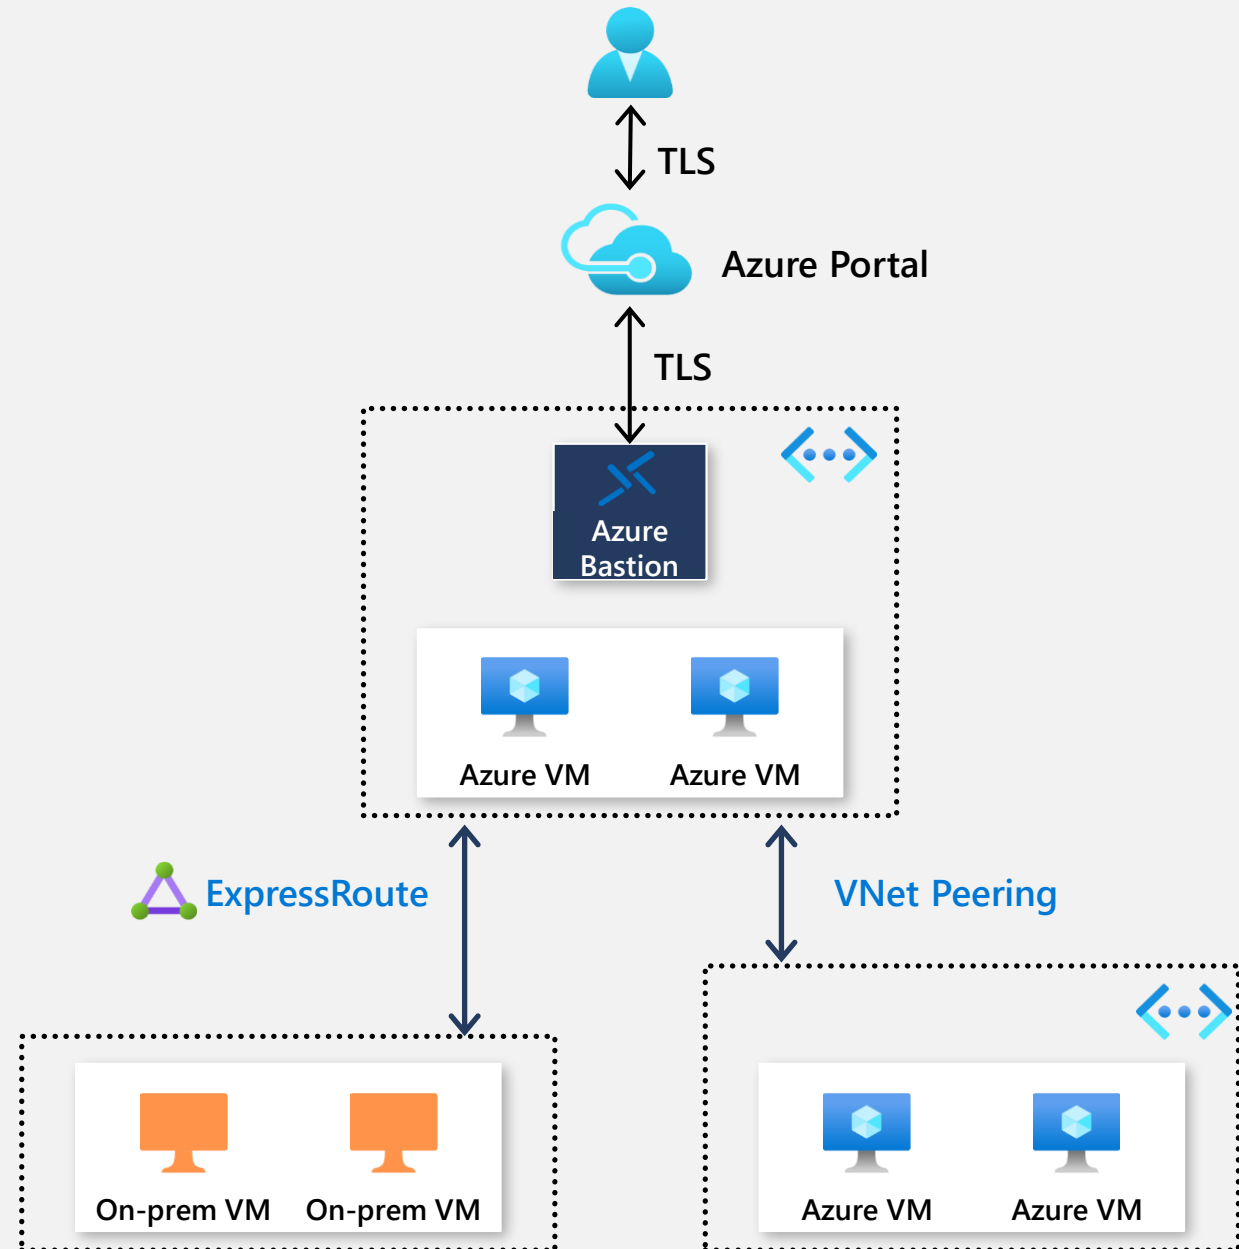 TLS
Azure Portal
TLS
Azure
Bastion
Azure VM
Azure VM
ExpressRoute
VNet Peering
On-prem VM
On-prem VM
Azure VM
Azure VM